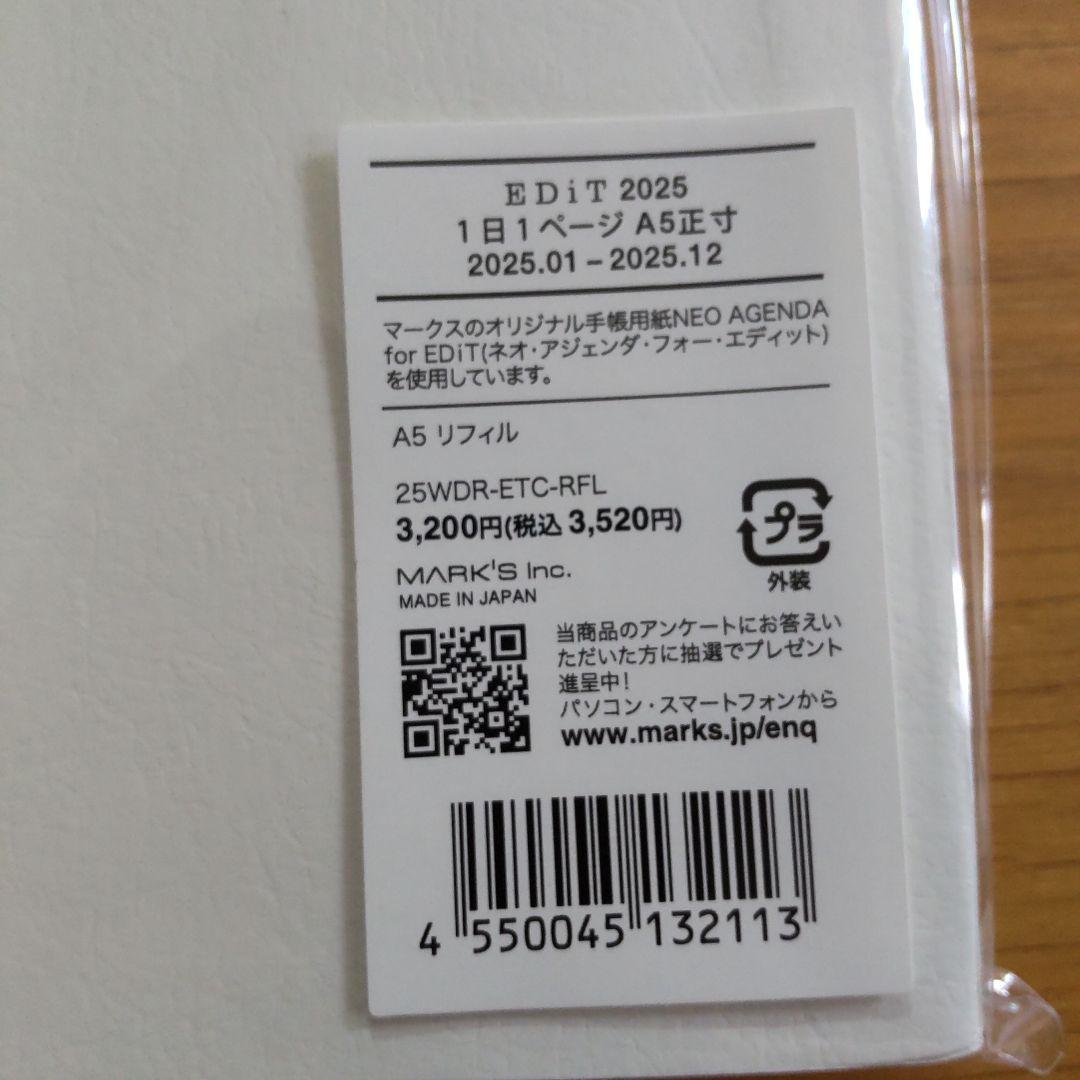 EDiT 2025
1日1ページ A5正寸
2025.01 – 2025.12
マークスのオリジナル手帳用紙NEO AGENDA
for EDiT(ネオ・アジェンダ・フォー・エディット)
を使用しています。
A5 リフィル
25WDR-ETC-RFL
3,200円(税込 3,520円)
プラ
外装
MARK'S Inc.
MADE IN JAPAN
当商品のアンケートにお答えい
ただいた方に抽選でプレゼント
進呈中!
パソコン・スマートフォンから
www.marks.jp/enq
4 550045 132113